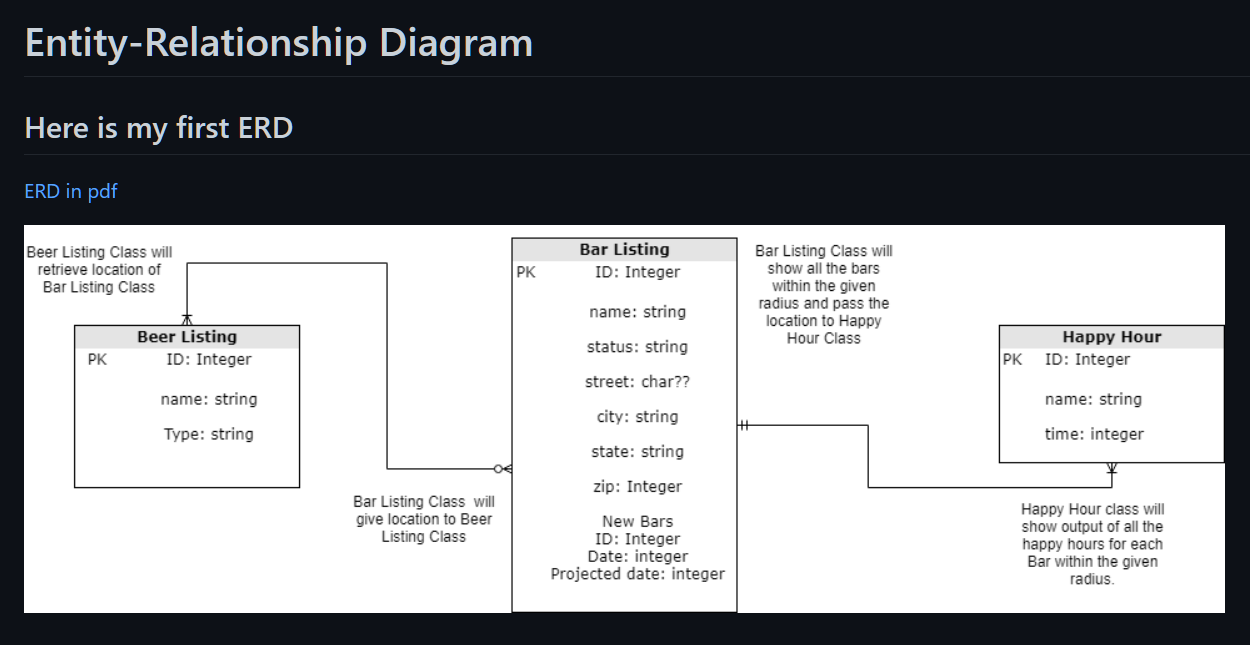 Entity-Relationship Diagram
Here is my first ERD
ERD in pdf
Beer Listing Class will
retrieve location of
Bar Listing Class
Beer Listing
PK ID: Integer
name: string
Type: string
Bar Listing Class will
give location to Beer
Listing Class
Bar Listing
PK ID: Integer
name: string
status: string
street: char??
city: string
state: string
zip: Integer
New Bars
ID: Integer
Date: integer
Projected date: integer
Bar Listing Class will
show all the bars
within the given
radius and pass the
location to Happy
Hour Class
Happy Hour
PK ID: Integer
name: string
time: integer
Happy Hour class will
show output of all the
happy hours for each
Bar within the given
radius.